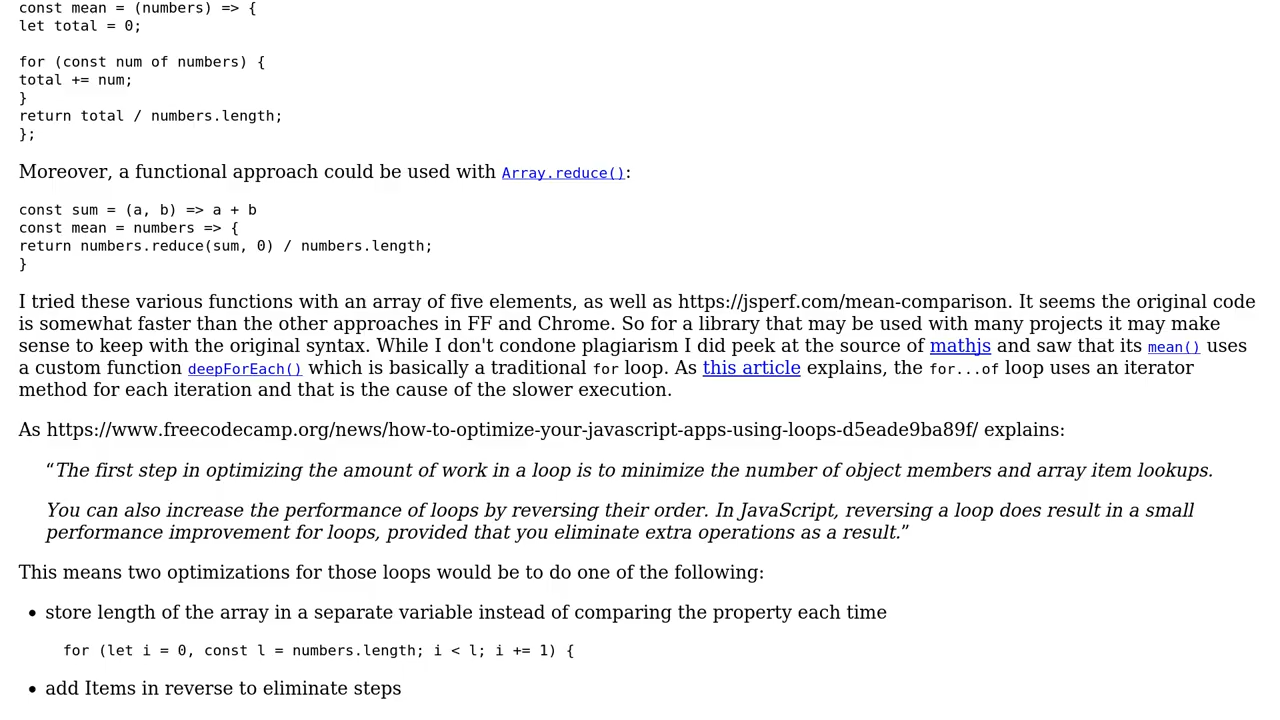 const mean = (numbers) => {
let total = 0;
for (const num of numbers) {
total += num;
}
return total / numbers.length;
};
Moreover, a functional approach could be used with Array.reduce():
const sum = (a, b) => a + b
const mean = numbers => {
return numbers.reduce(sum, 0) / numbers.length;
}
I tried these various functions with an array of five elements, as well as https://jsperf.com/mean-comparison. It seems the original code
is somewhat faster than the other approaches in FF and Chrome. So for a library that may be used with many projects it may make
sense to keep with the original syntax. While I don't condone plagiarism I did peek at the source of mathjs and saw that its mean() uses
a custom function deepForEach() which is basically a traditional for loop. As this article explains, the for...of loop uses an iterator
method for each iteration and that is the cause of the slower execution.
As https://www.freecodecamp.org/news/how-to-optimize-your-javascript-apps-using-loops-d5eade9ba89f/ explains:
“The first step in optimizing the amount of work in a loop is to minimize the number of object members and array item lookups.
You can also increase the performance of loops by reversing their order. In JavaScript, reversing a loop does result in a small
performance improvement for loops, provided that you eliminate extra operations as a result.”
This means two optimizations for those loops would be to do one of the following:
• store length of the array in a separate variable instead of comparing the property each time
for (let i = 0, const l = numbers.length; i < l; i += 1) {
• add Items in reverse to eliminate steps